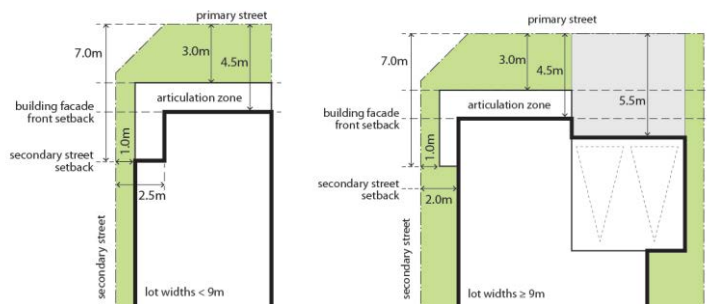 primary street
7.0m
3.0m
4.5m
articulation zone
building facade
front setback
1.0m
secondary street
setback
2.5m
secondary street
lot widths < 9m
primary street
7.0m
3.0m
4.5m
5.5m
articulation zone
building facade
front setback
1.0m
secondary street
setback
2.0m
secondary street
lot widths ≥ 9m